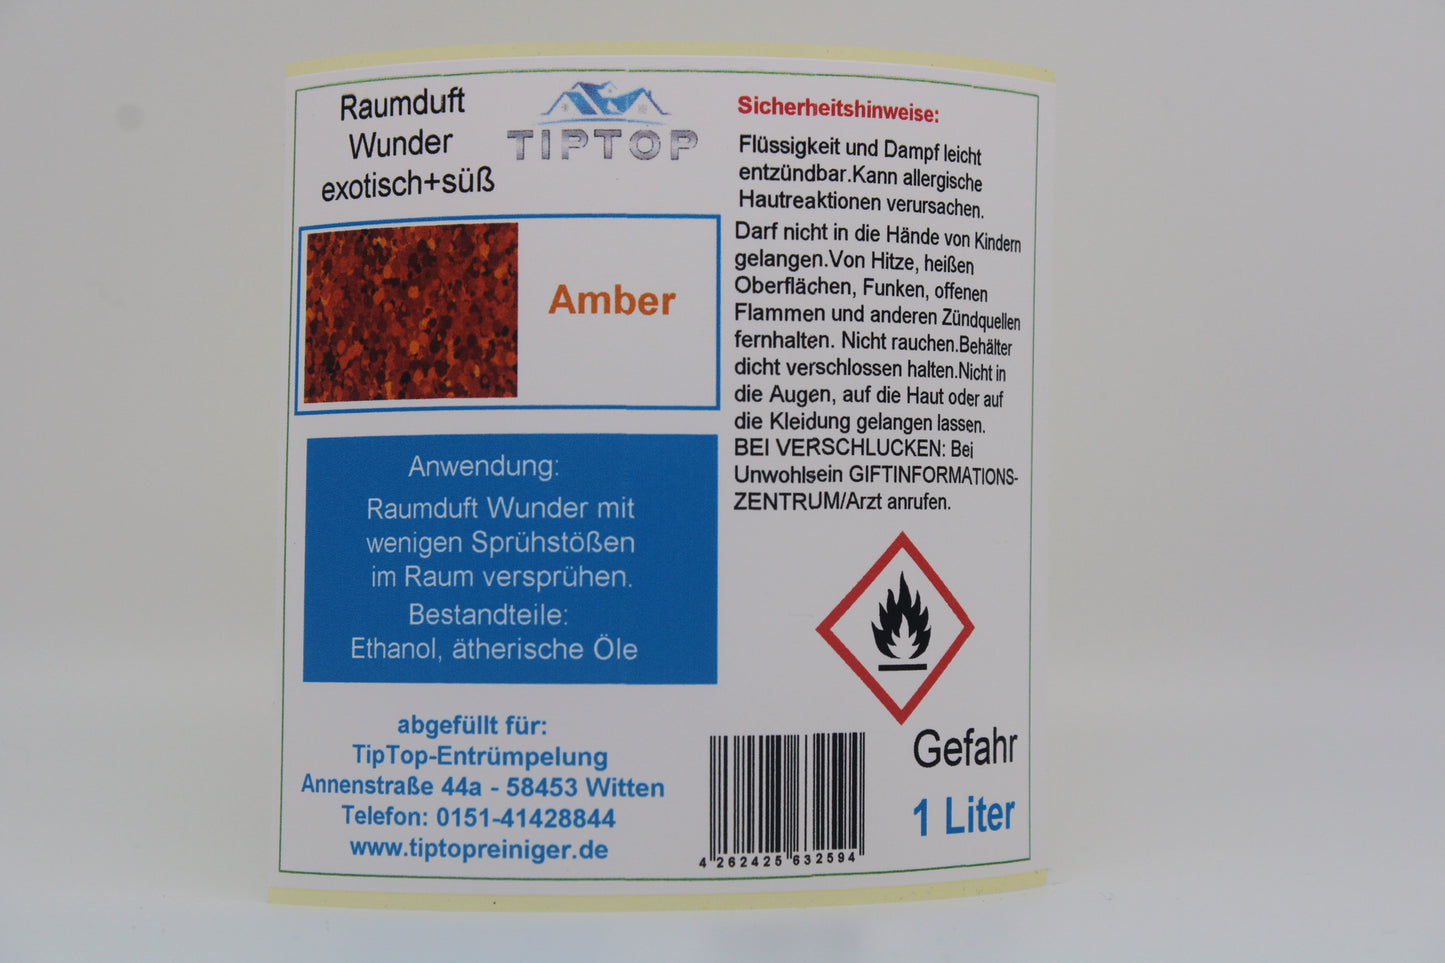 Raumduft
Wunder
exotisch+süß
TIPTOP
Amber
Anwendung:
Raumduft Wunder mit
wenigen Sprühstößen
im Raum versprühen.
Bestandteile:
Ethanol, ätherische Öle
abgefüllt für:
TipTop-Entrümpelung
Annenstraße 44a - 58453 Witten
Telefon: 0151-41428844
www.tiptopreiniger.de
Sicherheitshinweise:
Flüssigkeit und Dampf leicht
entzündbar.Kann allergische
Hautreaktionen verursachen.
Darf nicht in die Hände von Kindern
gelangen.Von Hitze, heißen
Oberflächen, Funken, offenen
Flammen und anderen Zündquellen
fernhalten. Nicht rauchen.Behälter
dicht verschlossen halten.Nicht in
die Augen, auf die Haut oder auf
die Kleidung gelangen lassen.
BEI VERSCHLUCKEN: Bei
Unwohlsein GIFTINFORMATIONS-
ZENTRUM/Arzt anrufen.
Gefahr
1 Liter
4 262425 632594